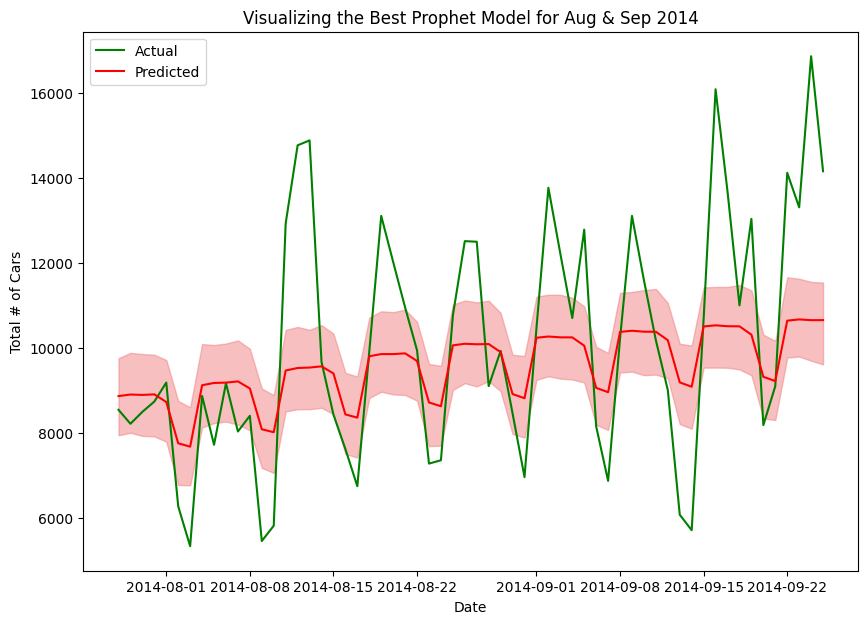 Visualizing the Best Prophet Model for Aug & Sep 2014
Actual
Predicted
16000
14000
12000
10000
8000
6000
Total # of Cars
2014-08-01 2014-08-08 2014-08-15 2014-08-22 2014-09-01 2014-09-08 2014-09-15 2014-09-22
Date